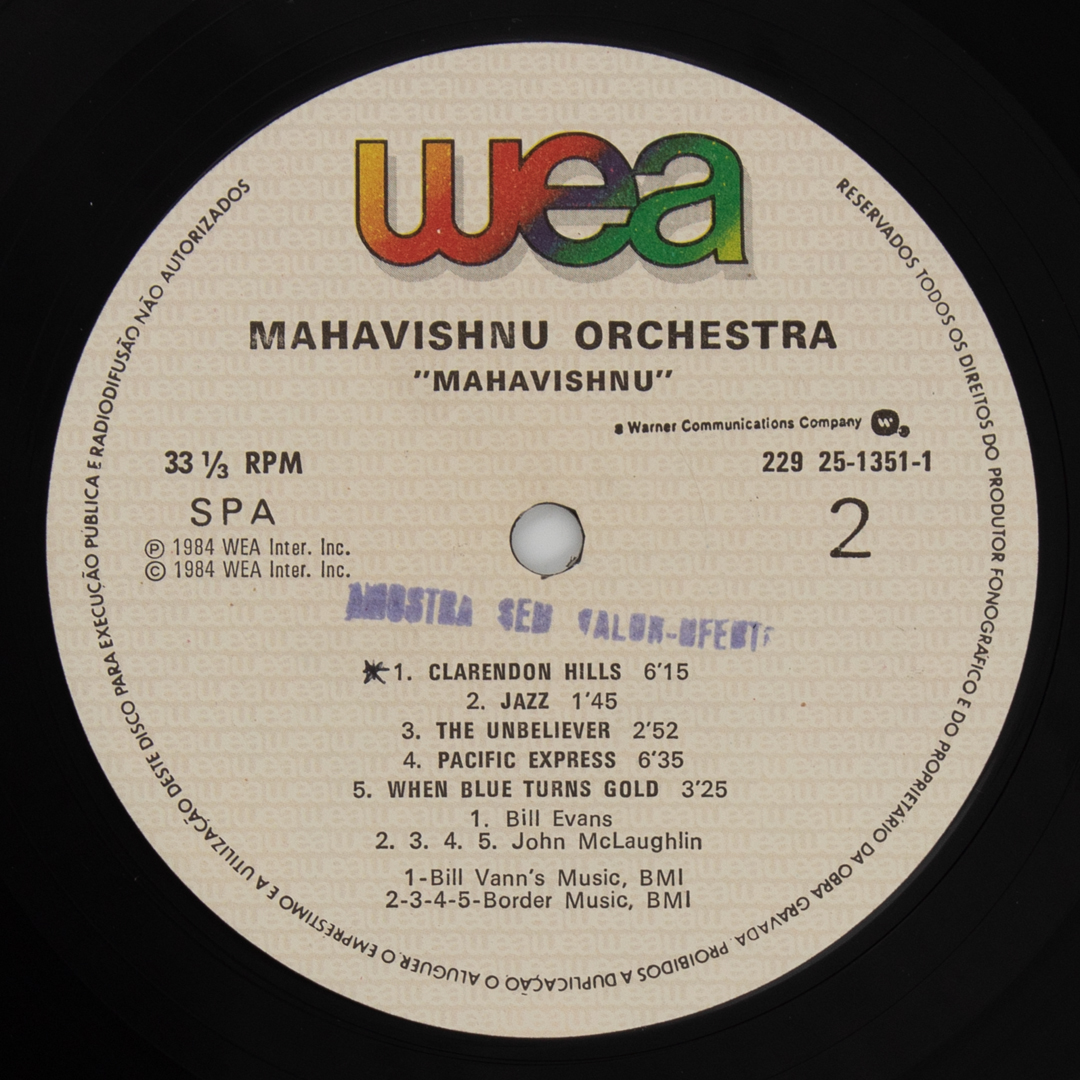 wea
MAHAVISHNU ORCHESTRA
"MAHAVISHNU"
a Warner Communications Company
33 1/3 RPM
229 25-1351-1
SPA
2
Ⓟ 1984 WEA Inter. Inc.
© 1984 WEA Inter. Inc.
AMOSTRA SEM VALOR-
1. CLARENDON HILLS 6'15
2. JAZZ 1'45
3. THE UNBELIEVER 2'52
4. PACIFIC EXPRESS 6'35
5. WHEN BLUE TURNS GOLD 3'25
1. Bill Evans
2. 3. 4. 5. John McLaughlin
1-Bill Vann's Music, BMI
2-3-4-5-Border Music, BMI
RESERVADOS TODOS OS DIREITOS DO PRODUTOR FONOGRÁFICO E DO PROPRIETÁRIO DA OBRA GRAVADA. PROIBIDOS A DUPLICAÇÃO, O ALUGUER, O EMPRÉSTIMO E A UTILIZAÇÃO DESTE DISCO PARA EXECUÇÃO PÚBLICA E RADIODIFUSÃO NÃO AUTORIZADOS